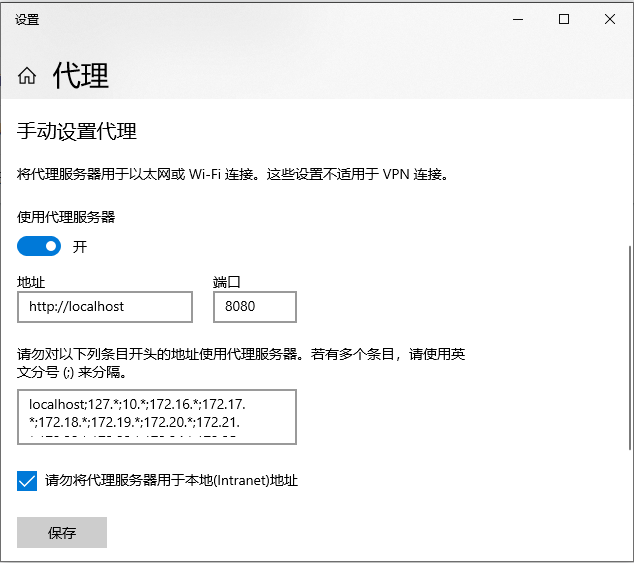 设置
代理
手动设置代理
将代理服务器用于以太网或 Wi-Fi 连接。这些设置不适用于 VPN 连接。
使用代理服务器
开
地址 端口
http://localhost 8080
请勿对以下列条目开头的地址使用代理服务器。若有多个条目，请使用英
文分号 (;) 来分隔。
localhost;127.*;10.*;172.16.*;172.17.
*;172.18.*;172.19.*;172.20.*;172.21.
请勿将代理服务器用于本地(Intranet)地址
保存